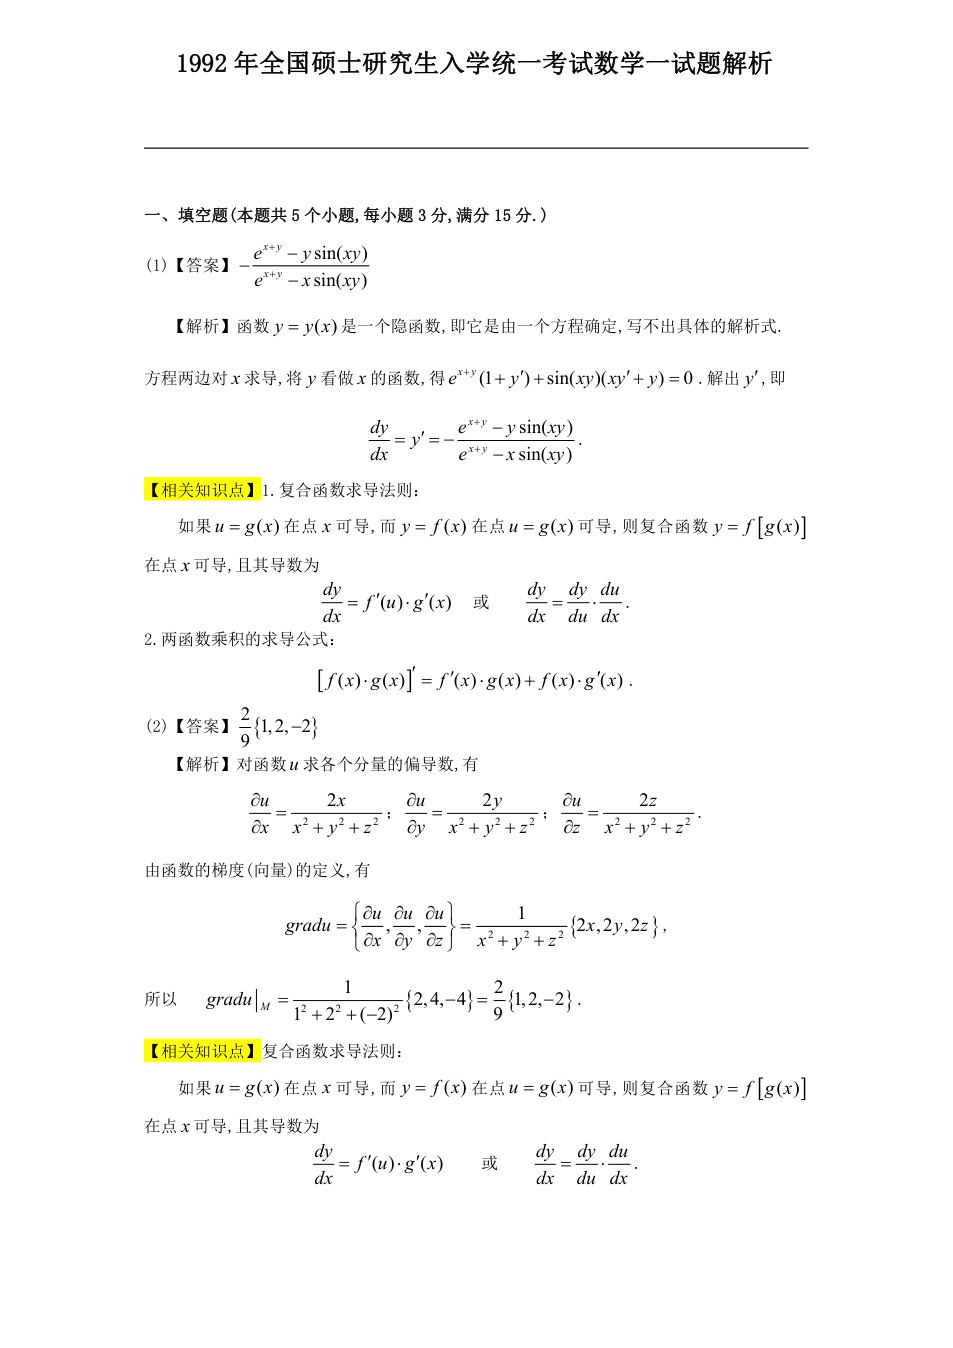 1992 年全国硕士研究生入学统一考试数学一试题解析
一、填空题(本题共 5 个小题,每小题 3 分,满分 15 分.)
(1)【答案】$-\dfrac{e^{x+y}-y\sin(xy)}{e^{x+y}-x\sin(xy)}$
【解析】函数 $y=y(x)$ 是一个隐函数,即它是由一个方程确定,写不出具体的解析式.
方程两边对 $x$ 求导,将 $y$ 看做 $x$ 的函数,得 $e^{x+y}(1+y')+\sin(xy)(xy'+y)=0$ .解出 $y'$ ,即
$\dfrac{dy}{dx}=y'=-\dfrac{e^{x+y}-y\sin(xy)}{e^{x+y}-x\sin(xy)}$ .
【相关知识点】1.复合函数求导法则:
如果 $u=g(x)$ 在点 $x$ 可导,而 $y=f(x)$ 在点 $u=g(x)$ 可导,则复合函数 $y=f\left[g(x)\right]$
在点 $x$ 可导,且其导数为
$\dfrac{dy}{dx}=f'(u)\cdot g'(x)$ 或 $\dfrac{dy}{dx}=\dfrac{dy}{du}\cdot\dfrac{du}{dx}$ .
2.两函数乘积的求导公式:
$\left[f(x)\cdot g(x)\right]'=f'(x)\cdot g(x)+f(x)\cdot g'(x)$ .
(2)【答案】$\dfrac{2}{9}\{1,2,-2\}$
【解析】对函数 $u$ 求各个分量的偏导数,有
$\dfrac{\partial u}{\partial x}=\dfrac{2x}{x^2+y^2+z^2}$ ; $\dfrac{\partial u}{\partial y}=\dfrac{2y}{x^2+y^2+z^2}$ ; $\dfrac{\partial u}{\partial z}=\dfrac{2z}{x^2+y^2+z^2}$ .
由函数的梯度(向量)的定义,有
$gradu=\left\{\dfrac{\partial u}{\partial x},\dfrac{\partial u}{\partial y},\dfrac{\partial u}{\partial z}\right\}=\dfrac{1}{x^2+y^2+z^2}\{2x,2y,2z\}$ ,
所以 $gradu\big|_M=\dfrac{1}{1^2+2^2+(-2)^2}\{2,4,-4\}=\dfrac{2}{9}\{1,2,-2\}$ .
【相关知识点】复合函数求导法则:
如果 $u=g(x)$ 在点 $x$ 可导,而 $y=f(x)$ 在点 $u=g(x)$ 可导,则复合函数 $y=f\left[g(x)\right]$
在点 $x$ 可导,且其导数为
$\dfrac{dy}{dx}=f'(u)\cdot g'(x)$ 或 $\dfrac{dy}{dx}=\dfrac{dy}{du}\cdot\dfrac{du}{dx}$ .